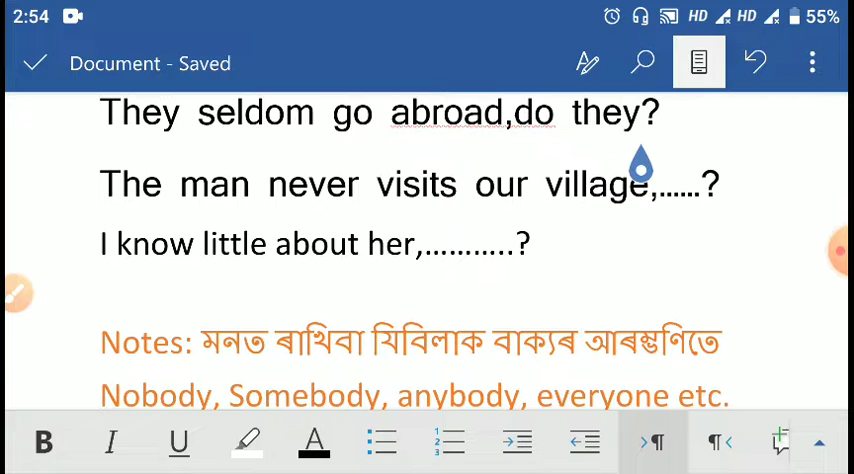 2:54 HD HD 55%
Document - Saved
They seldom go abroad,do they?
The man never visits our village,......?
I know little about her,………..?
Notes: মনত ৰাখিবা যিবিলাক বাক্যৰ আৰম্ভণিতে
Nobody, Somebody, anybody, everyone etc.
B I U A